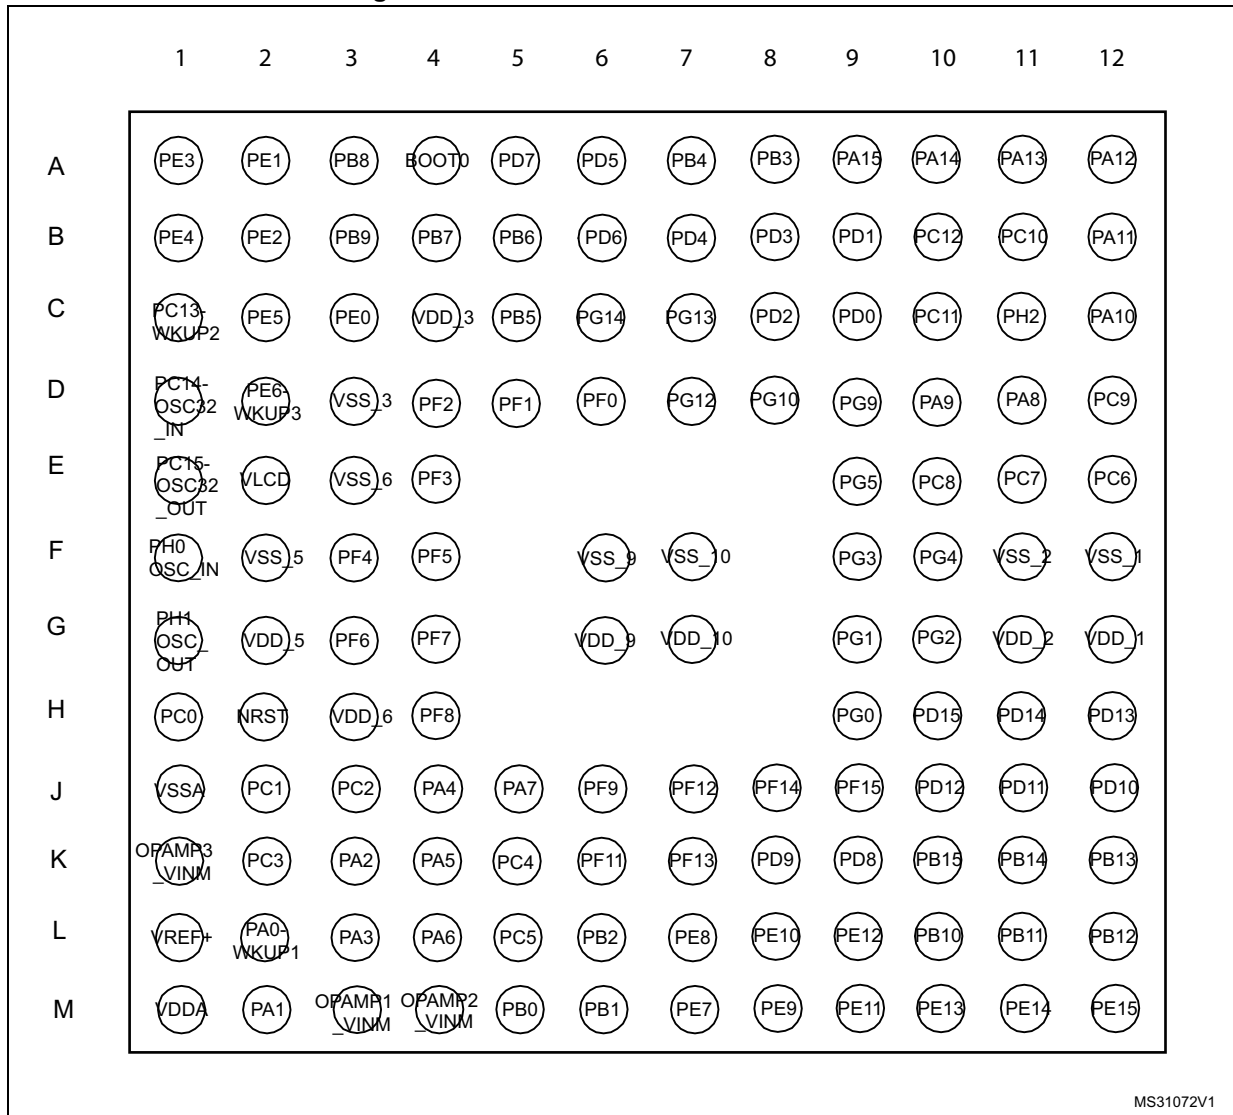 1 2 3 4 5 6 7 8 9 10 11 12
A PE3 PE1 PB8 BOOT0 PD7 PD5 PB4 PB3 PA15 PA14 PA13 PA12
B PE4 PE2 PB9 PB7 PB6 PD6 PD4 PD3 PD1 PC12 PC10 PA11
C PC13-
WKUP2 PE5 PE0 VDD_3 PB5 PG14 PG13 PD2 PD0 PC11 PH2 PA10
D PC14-
OSC32
_IN PE6-
WKUP3 VSS_3 PF2 PF1 PF0 PG12 PG10 PG9 PA9 PA8 PC9
E PC15-
OSC32
_OUT VLCD VSS_6 PF3 PG5 PC8 PC7 PC6
F PH0
OSC_IN VSS_5 PF4 PF5 VSS_9 VSS_10 PG3 PG4 VSS_2 VSS_1
G PH1
OSC_
OUT VDD_5 PF6 PF7 VDD_9 VDD_10 PG1 PG2 VDD_2 VDD_1
H PC0 NRST VDD_6 PF8 PG0 PD15 PD14 PD13
J VSSA PC1 PC2 PA4 PA7 PF9 PF12 PF14 PF15 PD12 PD11 PD10
K OPAMP3
_VINM PC3 PA2 PA5 PC4 PF11 PF13 PD9 PD8 PB15 PB14 PB13
L VREF+ PA0-
WKUP1 PA3 PA6 PC5 PB2 PE8 PE10 PE12 PB10 PB11 PB12
M VDDA PA1 OPAMP1
_VINM OPAMP2
_VINM PB0 PB1 PE7 PE9 PE11 PE13 PE14 PE15
MS31072V1